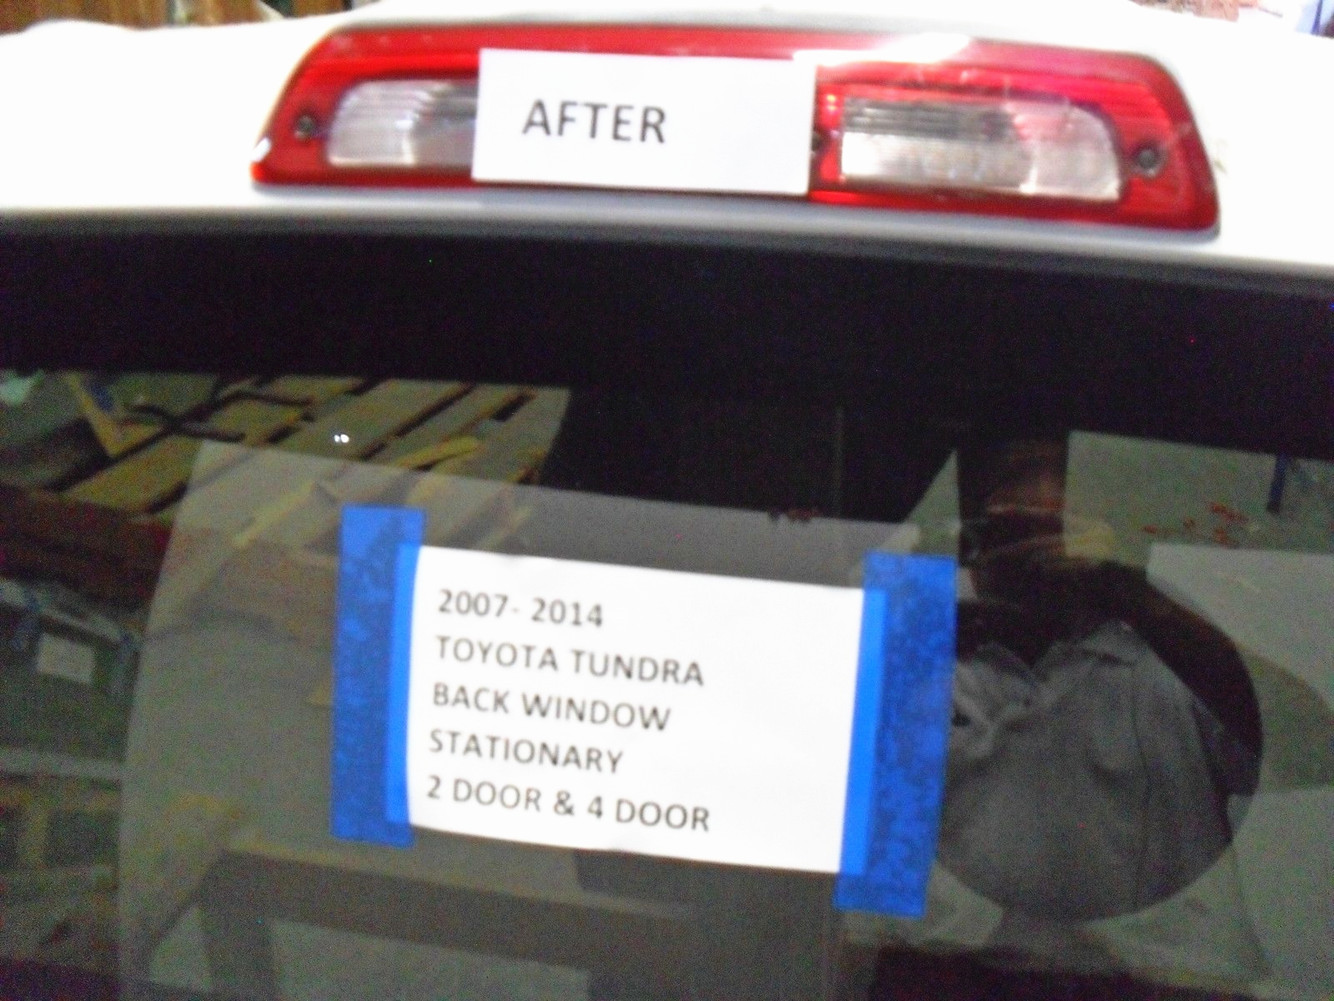 AFTER
2007- 2014
TOYOTA TUNDRA
BACK WINDOW
STATIONARY
2 DOOR & 4 DOOR